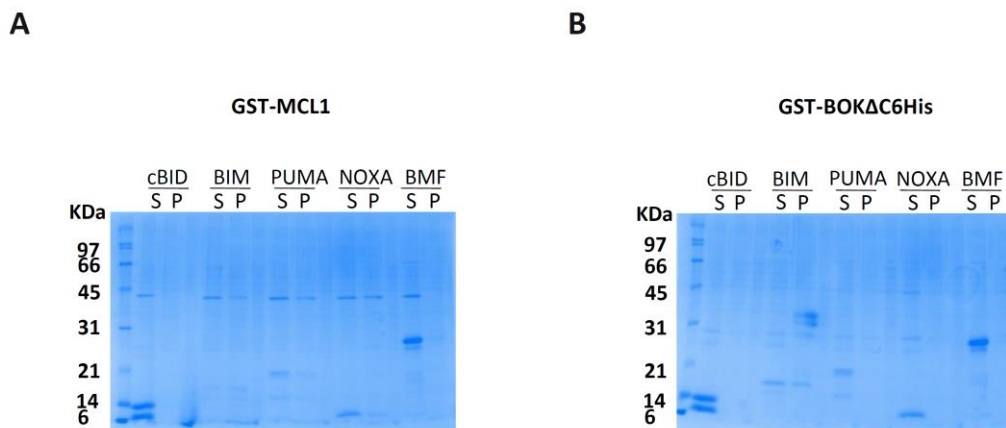 A
B
GST-MCL1
GST-BOKΔC6His
cBID BIM PUMA NOXA BMF
S P S P S P S P S P
KDa
97
66
45
31
21
14
6
cBID BIM PUMA NOXA BMF
S P S P S P S P S P
KDa
97
66
45
31
21
14
6